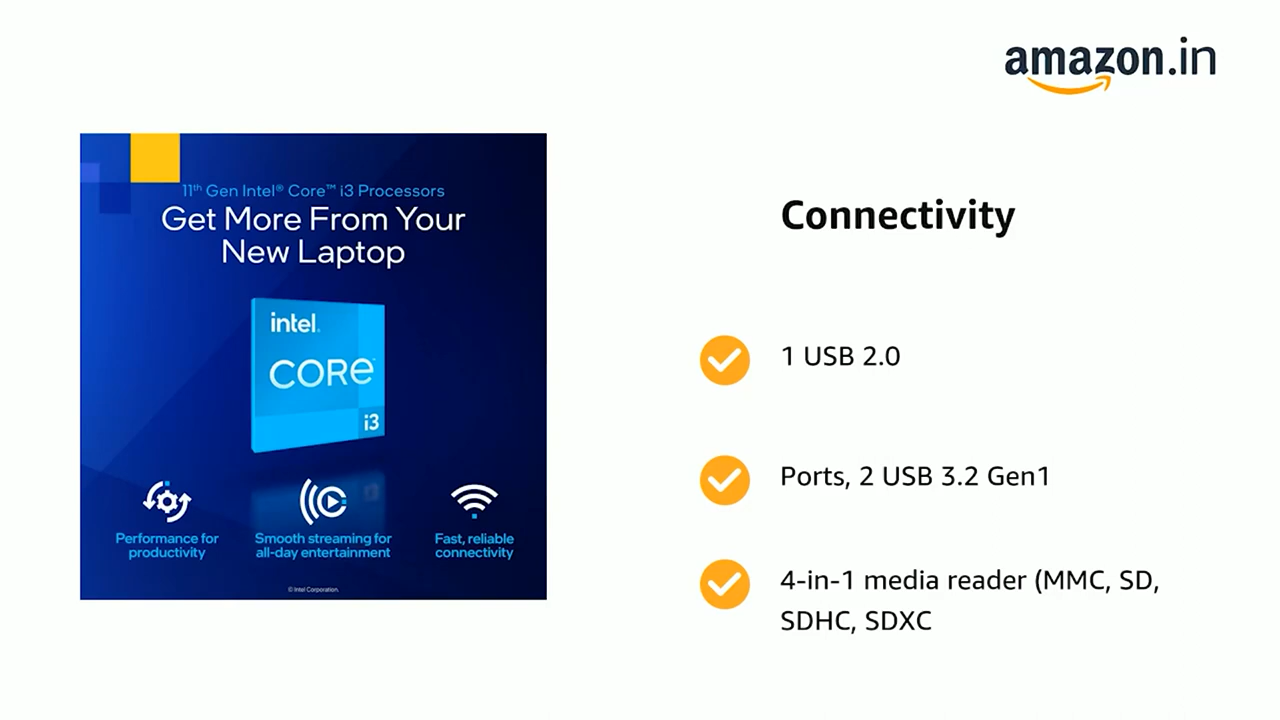 amazon.in
11th Gen Intel® Core™ i3 Processors
Get More From Your
New Laptop
intel.
CORe™
i3
Performance for
productivity
Smooth streaming for
all-day entertainment
Fast, reliable
connectivity
© Intel Corporation.
Connectivity
1 USB 2.0
Ports, 2 USB 3.2 Gen1
4-in-1 media reader (MMC, SD,
SDHC, SDXC